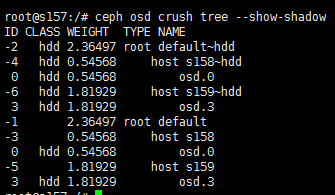 root@s157:/# ceph osd crush tree --show-shadow
ID CLASS WEIGHT  TYPE NAME
-2   hdd 2.36497 root default~hdd
-4   hdd 0.54568     host s158~hdd
 0   hdd 0.54568         osd.0
-6   hdd 1.81929     host s159~hdd
 3   hdd 1.81929         osd.3
-1       2.36497 root default
-3       0.54568     host s158
 0   hdd 0.54568         osd.0
-5       1.81929     host s159
 3   hdd 1.81929         osd.3
root@s157:/#